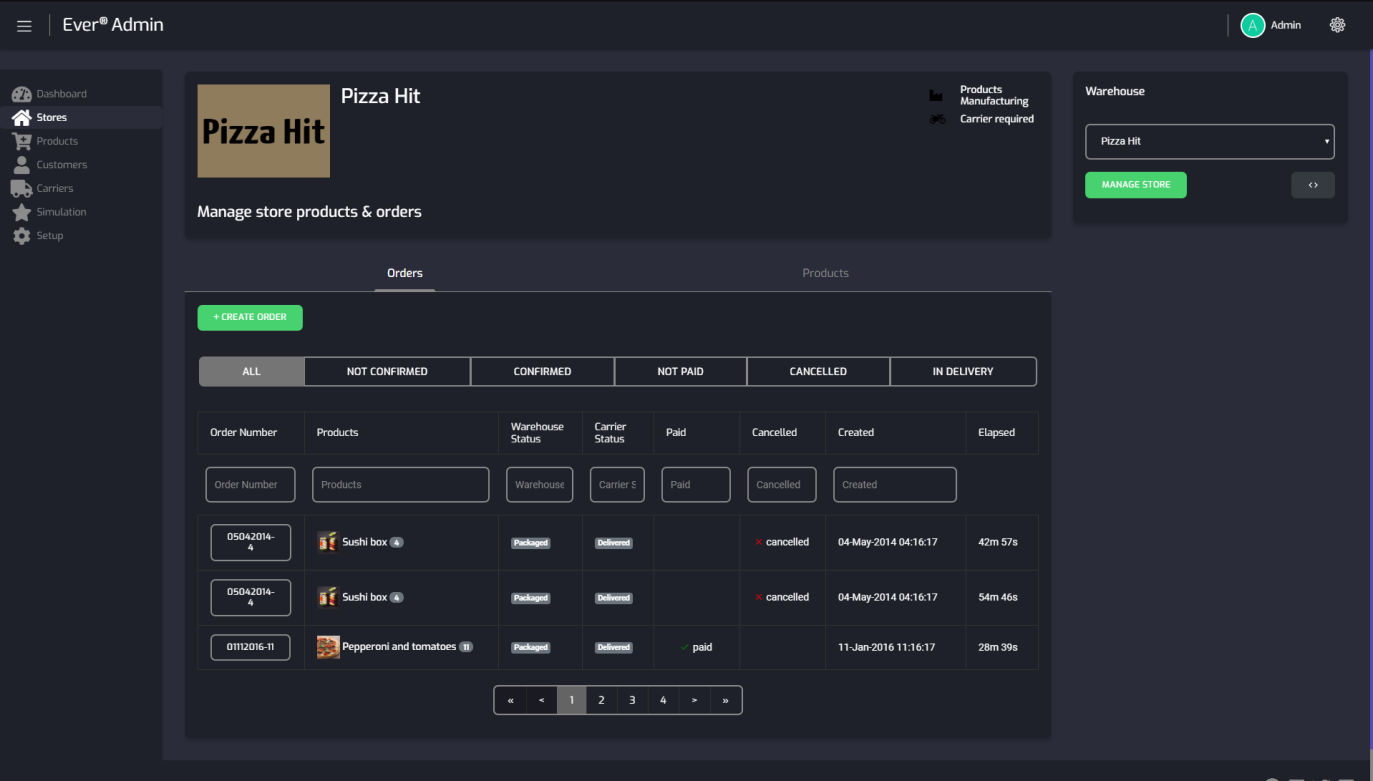 Ever® Admin
A
Admin
Dashboard
Stores
Products
Customers
Carriers
Simulation
Setup
Pizza Hit
Pizza Hit
Products
Manufacturing
Carrier required
Manage store products & orders
Warehouse
Pizza Hit
MANAGE STORE
<>
Orders
Products
+ CREATE ORDER
ALL
NOT CONFIRMED
CONFIRMED
NOT PAID
CANCELLED
IN DELIVERY
Order Number
Products
Warehouse
Status
Carrier
Status
Paid
Cancelled
Created
Elapsed
Order Number
Products
Warehouse
Carrier S
Paid
Cancelled
Created
05042014-
4
Sushi box 4
Packaged
Delivered
× cancelled
04-May-2014 04:16:17
42m 57s
05042014-
4
Sushi box 4
Packaged
Delivered
× cancelled
04-May-2014 04:16:17
54m 46s
01112016-11
Pepperoni and tomatoes 11
Packaged
Delivered
✓ paid
11-Jan-2016 11:16:17
28m 39s
« < 1 2 3 4 > »